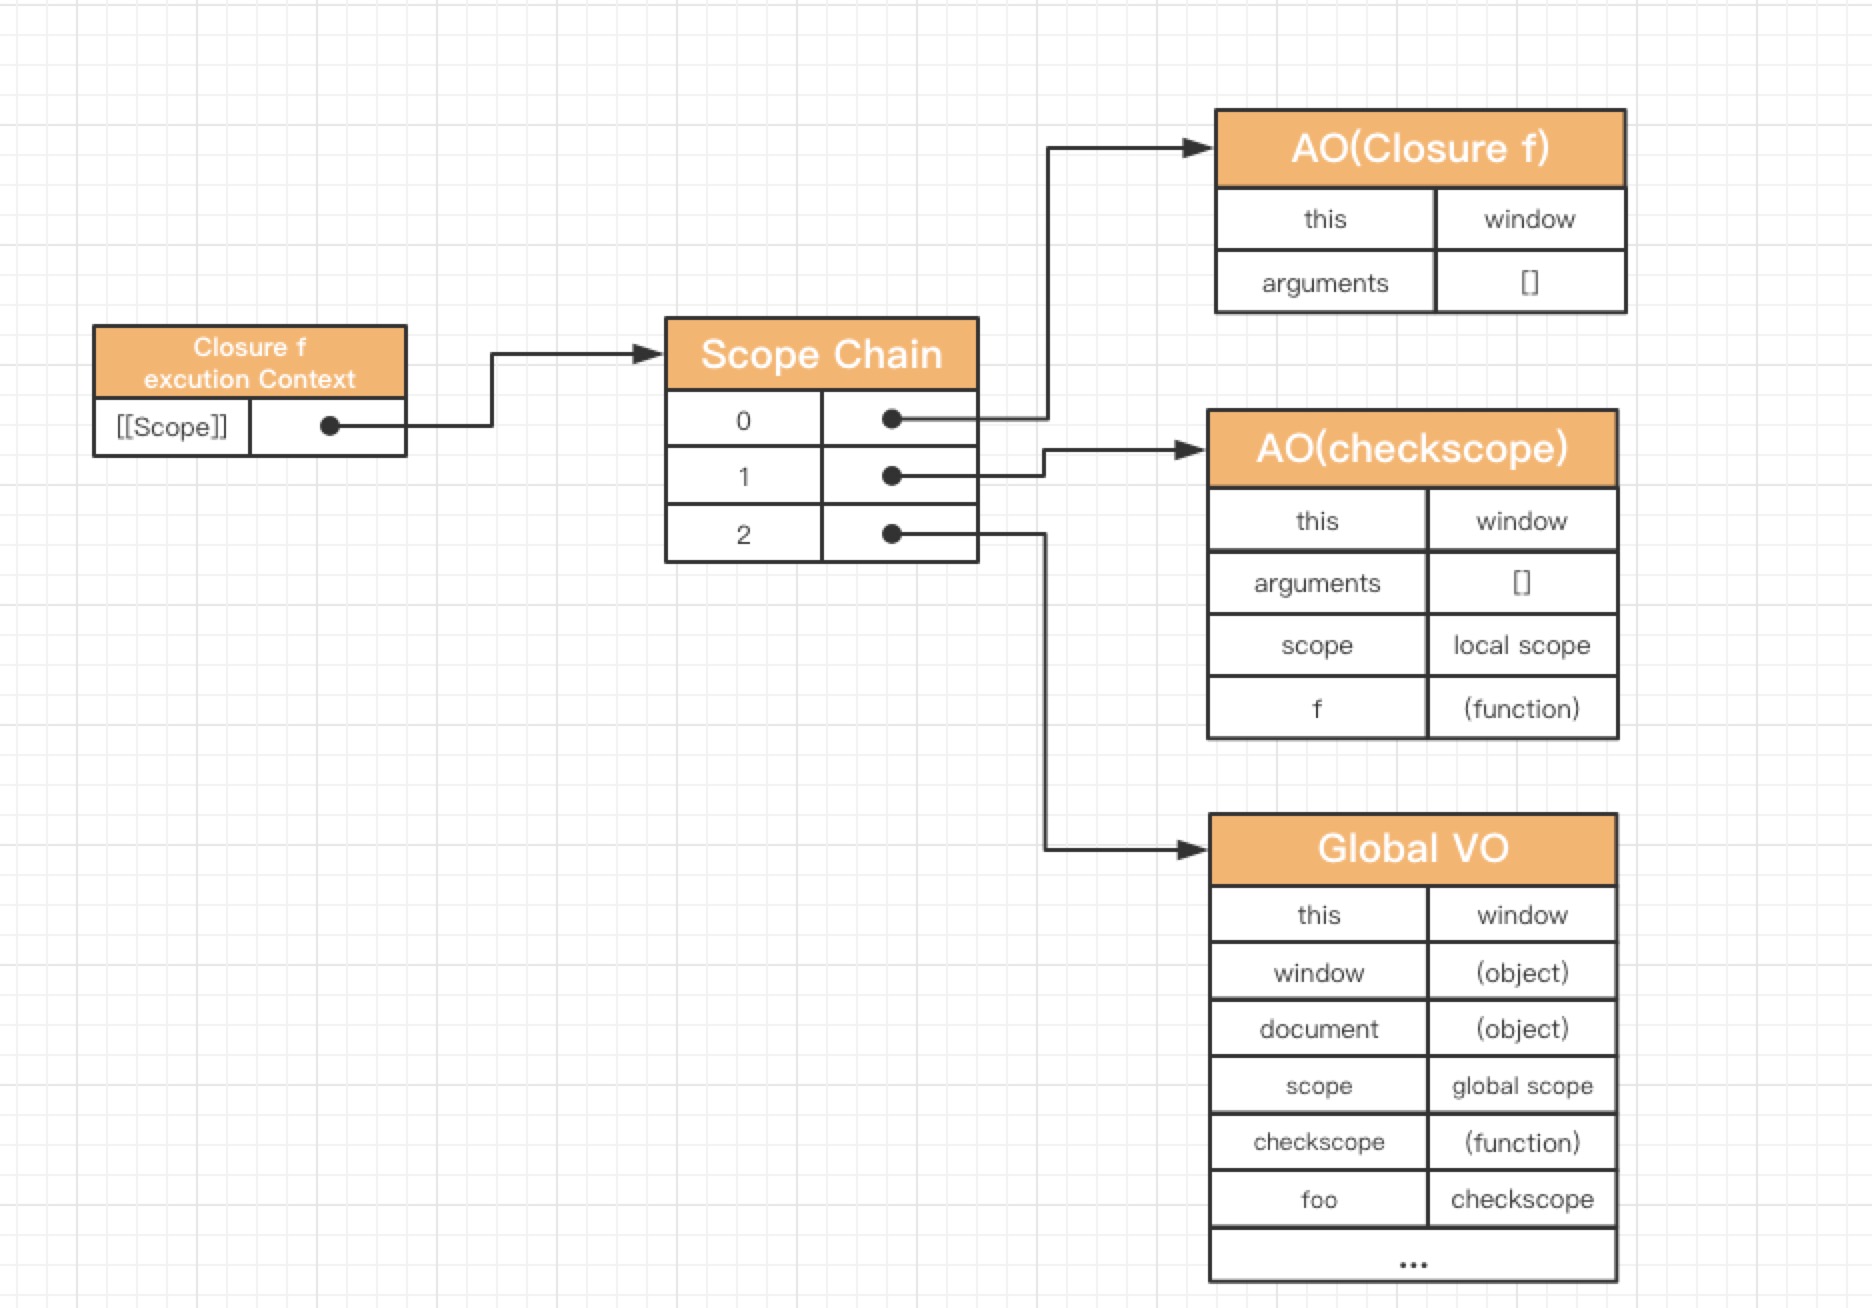 Closure f
excution Context
[[Scope]]
Scope Chain
0
1
2
AO(Closure f)
this window
arguments []
AO(checkscope)
this window
arguments []
scope local scope
f (function)
Global VO
this window
window (object)
document (object)
scope global scope
checkscope (function)
foo checkscope
...